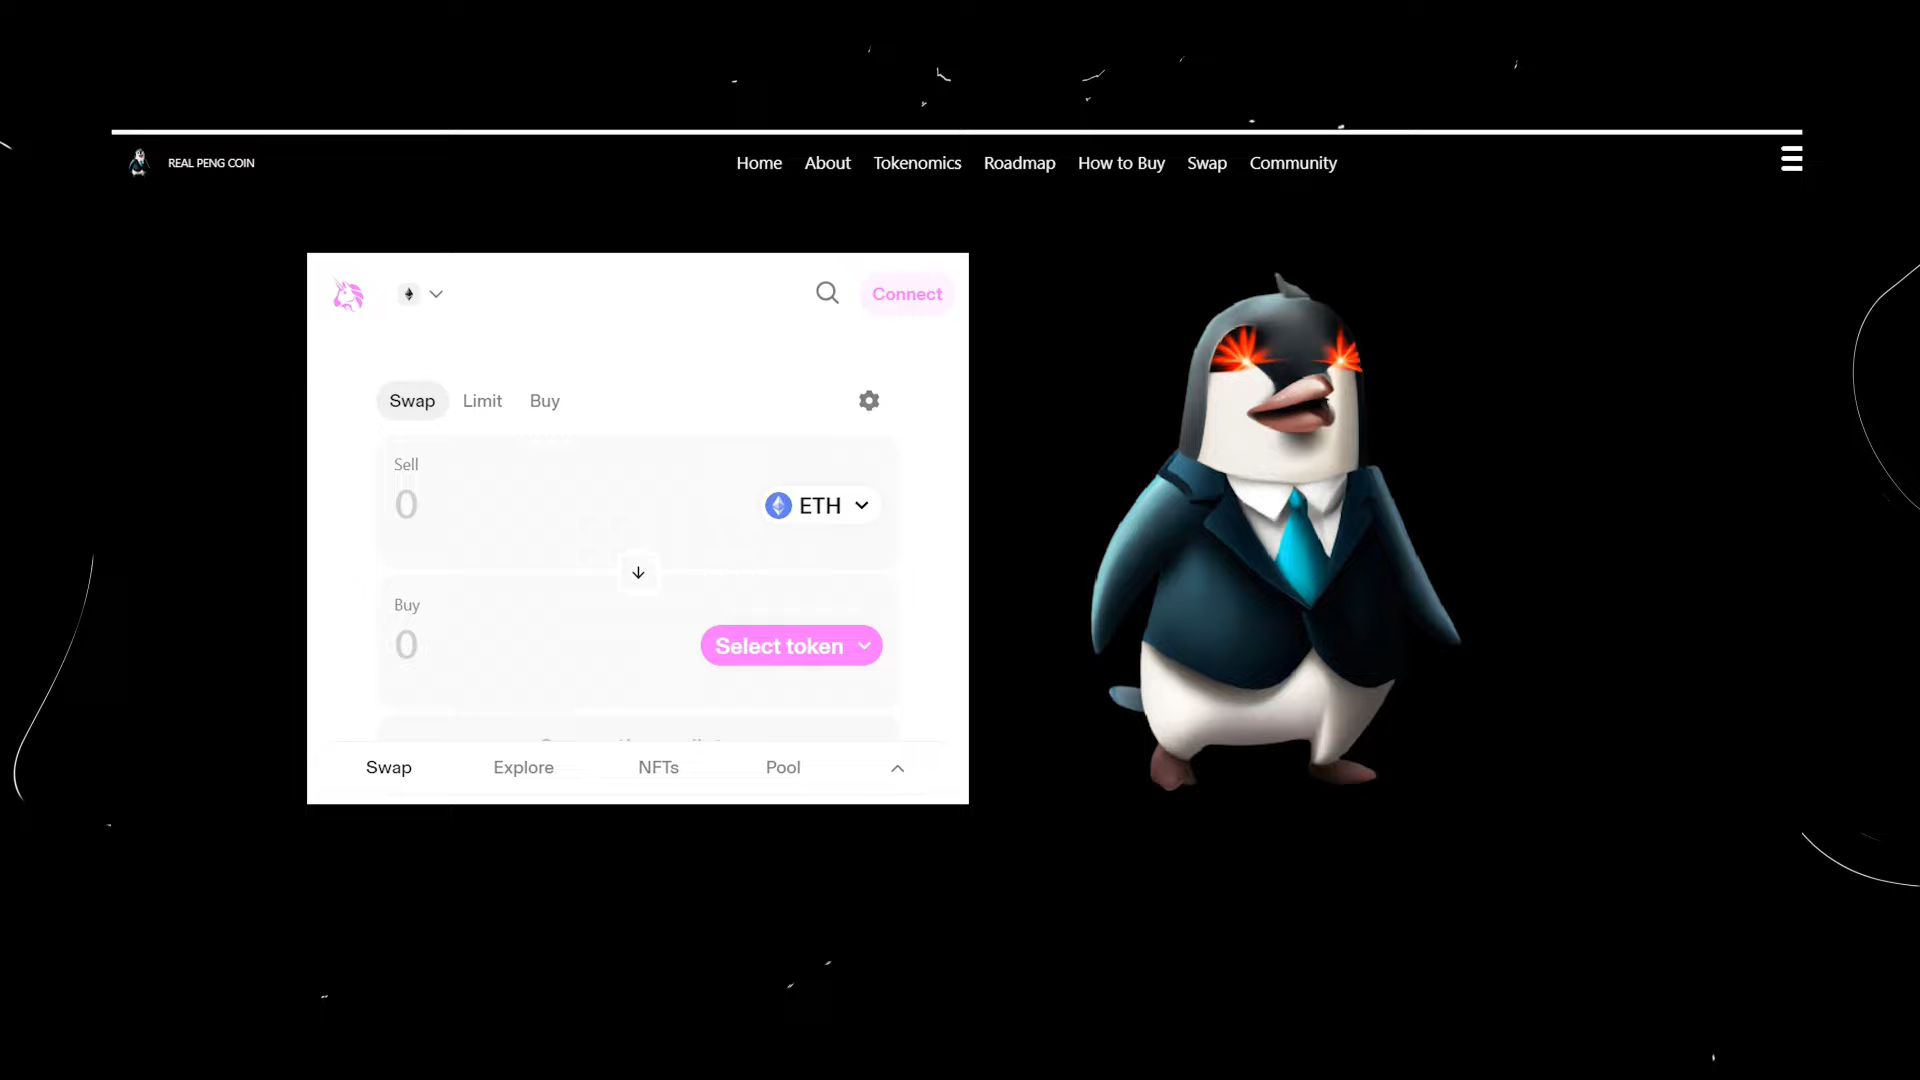 REAL PENG COIN
Home About Tokenomics Roadmap How to Buy Swap Community
Connect
Swap Limit Buy
Sell
0
ETH
Buy
0
Select token
Swap Explore NFTs Pool